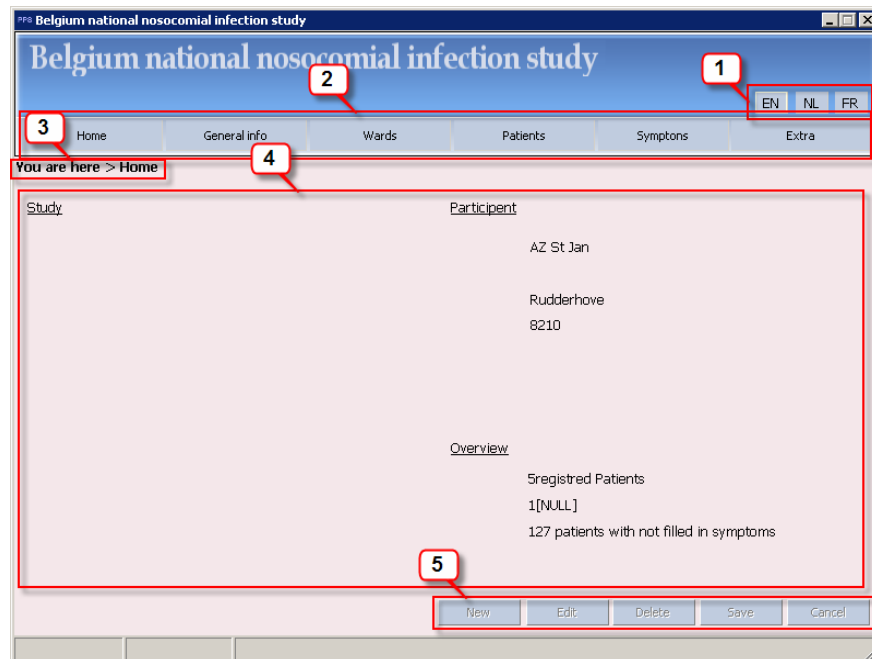 PPS Belgium national nosocomial infection study
Belgium national nosocomial infection study
1
2
EN NL FR
3
Home General info Wards Patients Symptons Extra
4
You are here > Home
Study Participent
AZ St Jan
Rudderhove
8210
Overview
5registred Patients
1[NULL]
127 patients with not filled in symptoms
5
New Edit Delete Save Cancel